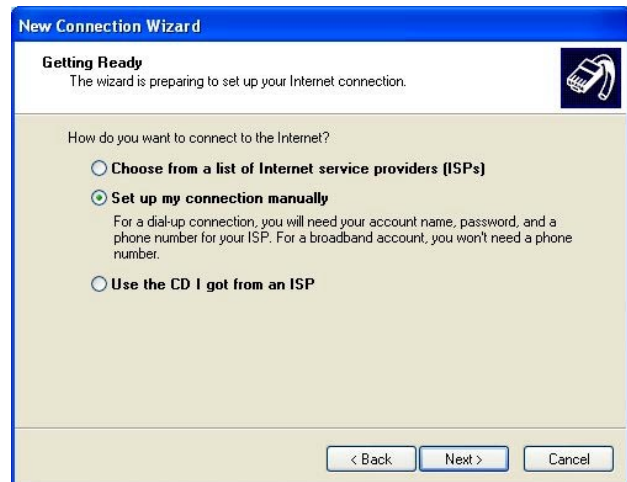 New Connection Wizard
Getting Ready
The wizard is preparing to set up your Internet connection.
How do you want to connect to the Internet?
Choose from a list of Internet service providers (ISPs)
Set up my connection manually
For a dial-up connection, you will need your account name, password, and a
phone number for your ISP. For a broadband account, you won't need a phone
number.
Use the CD I got from an ISP
< Back Next > Cancel